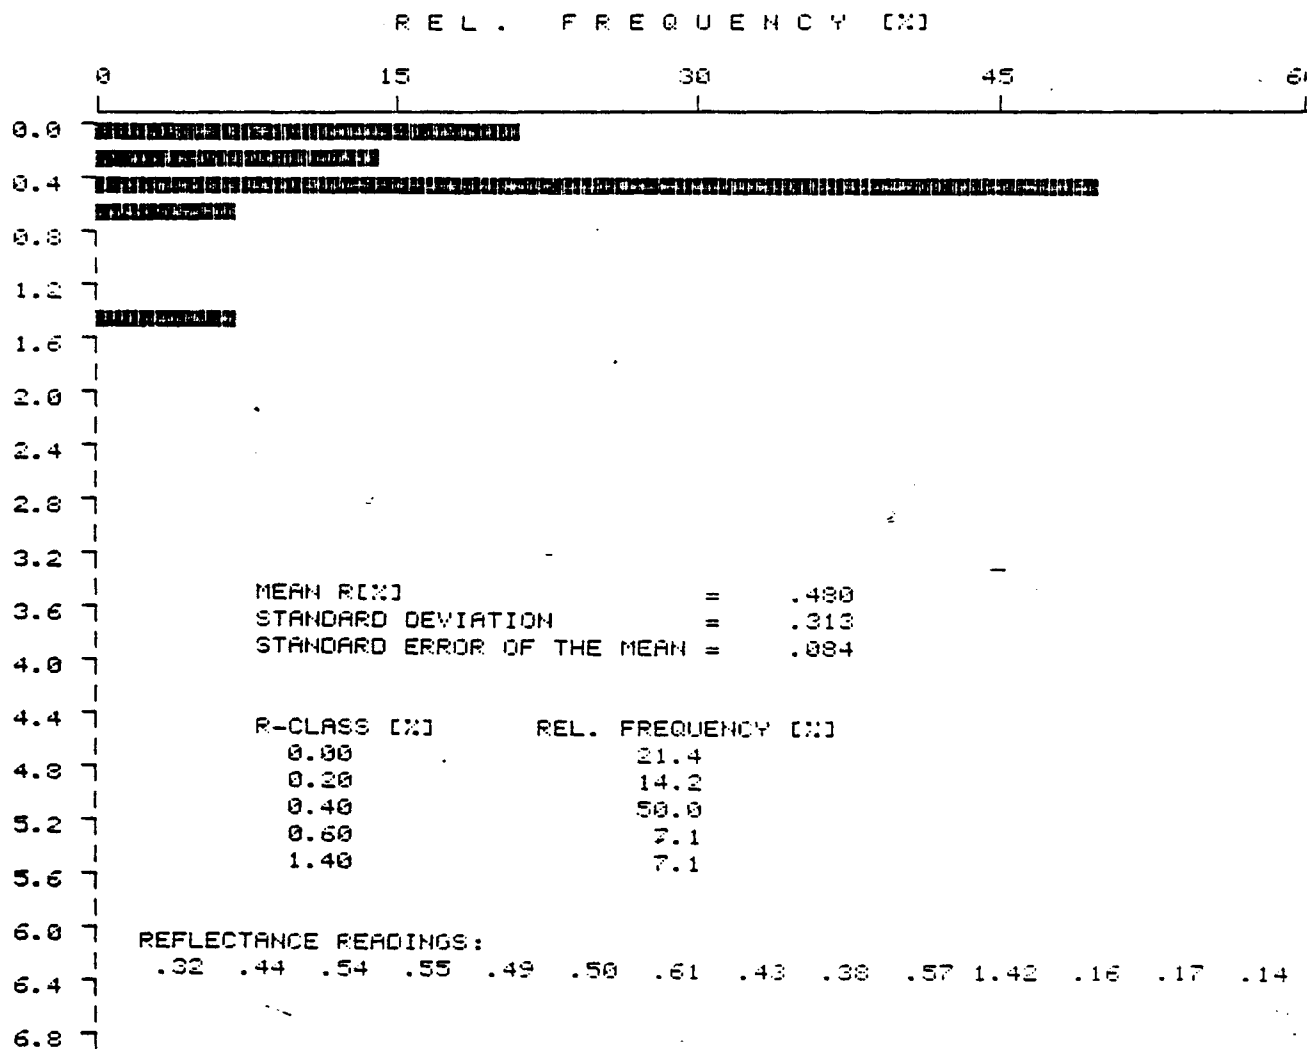 REL. FREQUENCY [%]
0 15 30 45 60
0.0
0.4
0.8
1.2
1.6
2.0
2.4
2.8
3.2
MEAN R[%] = .480
3.6
STANDARD DEVIATION = .313
STANDARD ERROR OF THE MEAN = .084
4.0
4.4
R-CLASS [%] REL. FREQUENCY [%]
0.00 21.4
4.8
0.20 14.2
0.40 50.0
5.2
0.60 7.1
1.40 7.1
5.6
6.0
REFLECTANCE READINGS:
.32 .44 .54 .55 .49 .50 .61 .43 .38 .57 1.42 .16 .17 .14
6.4
6.8